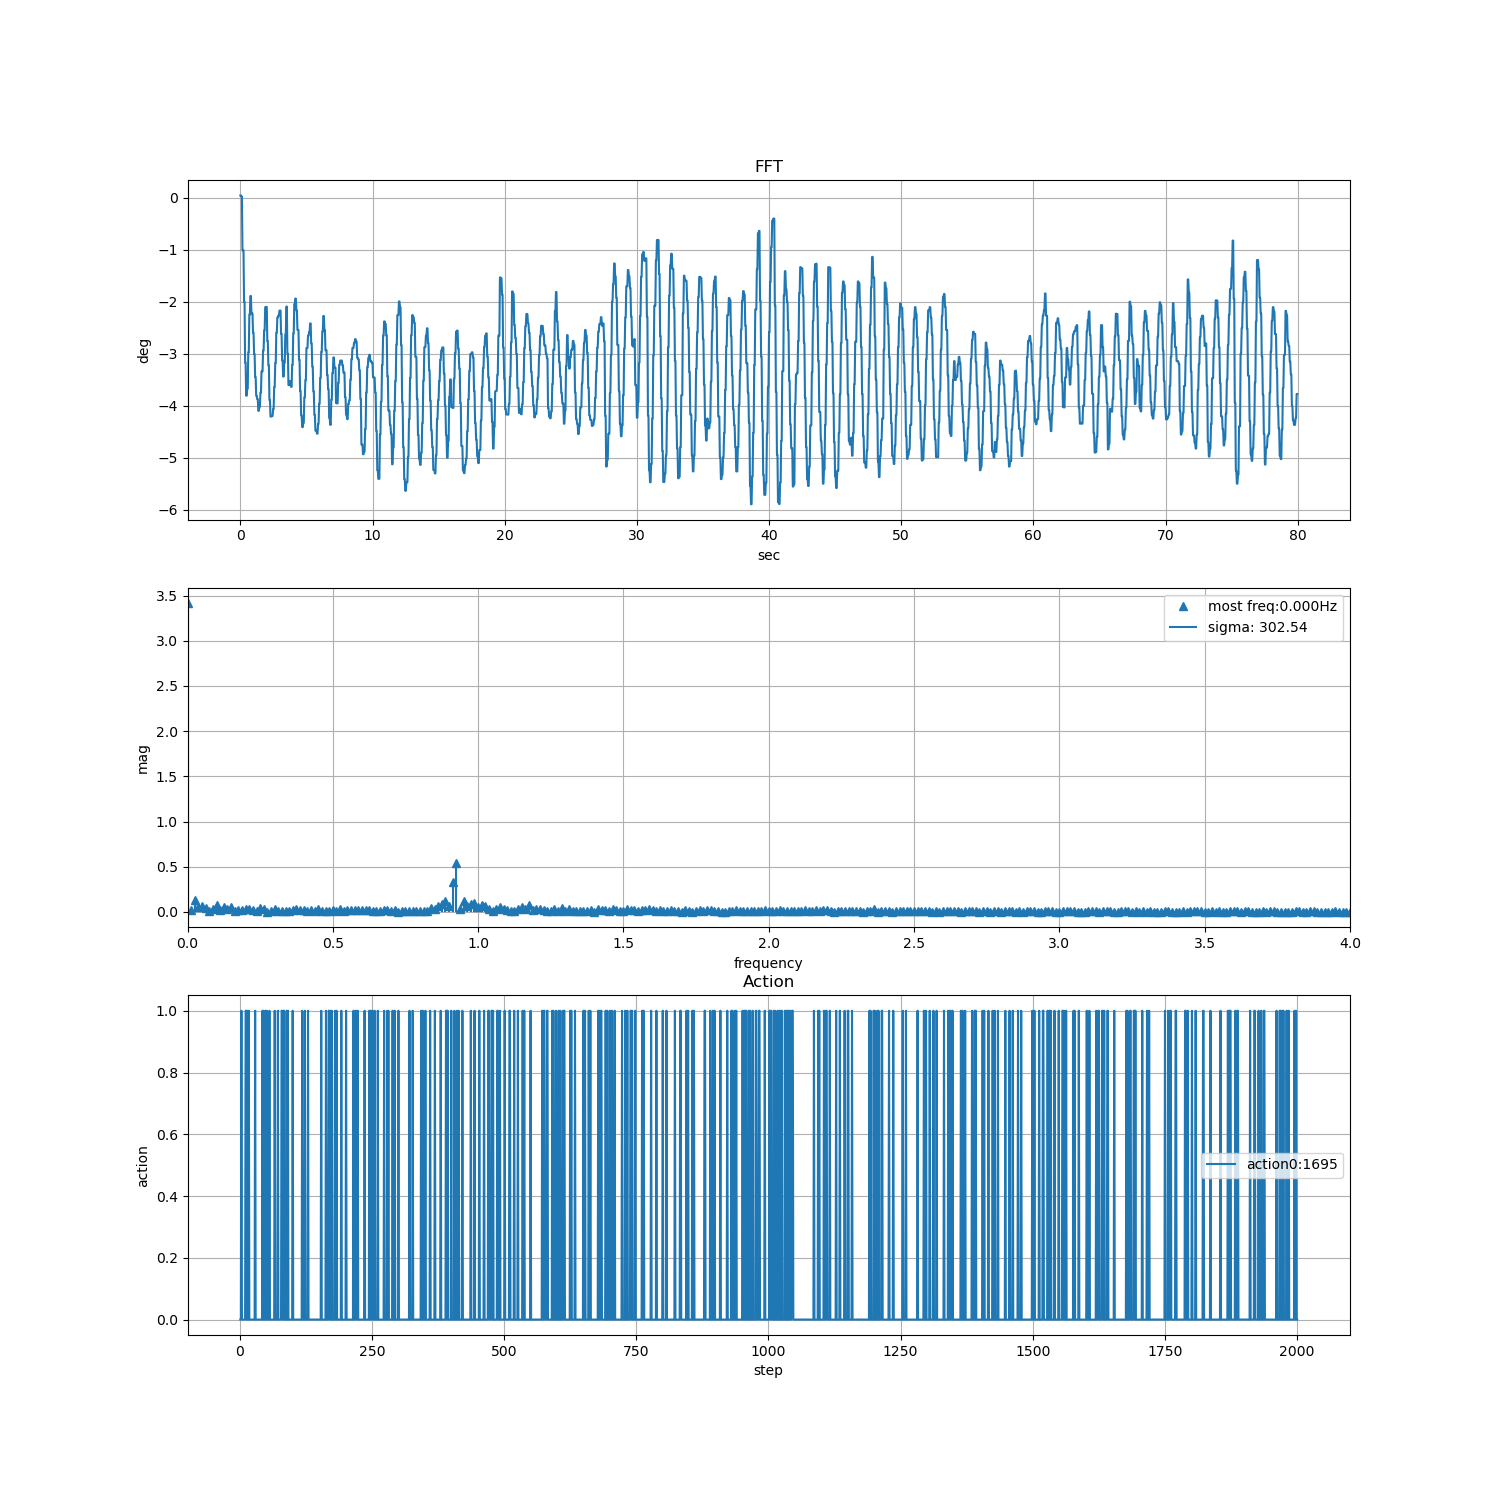 FFT
0
−1
−2
−3
−4
−5
−6
deg
0 10 20 30 40 50 60 70 80
sec
3.5
3.0
2.5
2.0
1.5
1.0
0.5
0.0
mag
most freq:0.000Hz
sigma: 302.54
0.0 0.5 1.0 1.5 2.0 2.5 3.0 3.5 4.0
frequency
Action
1.0
0.8
0.6
0.4
0.2
0.0
action
action0:1695
0 250 500 750 1000 1250 1500 1750 2000
step